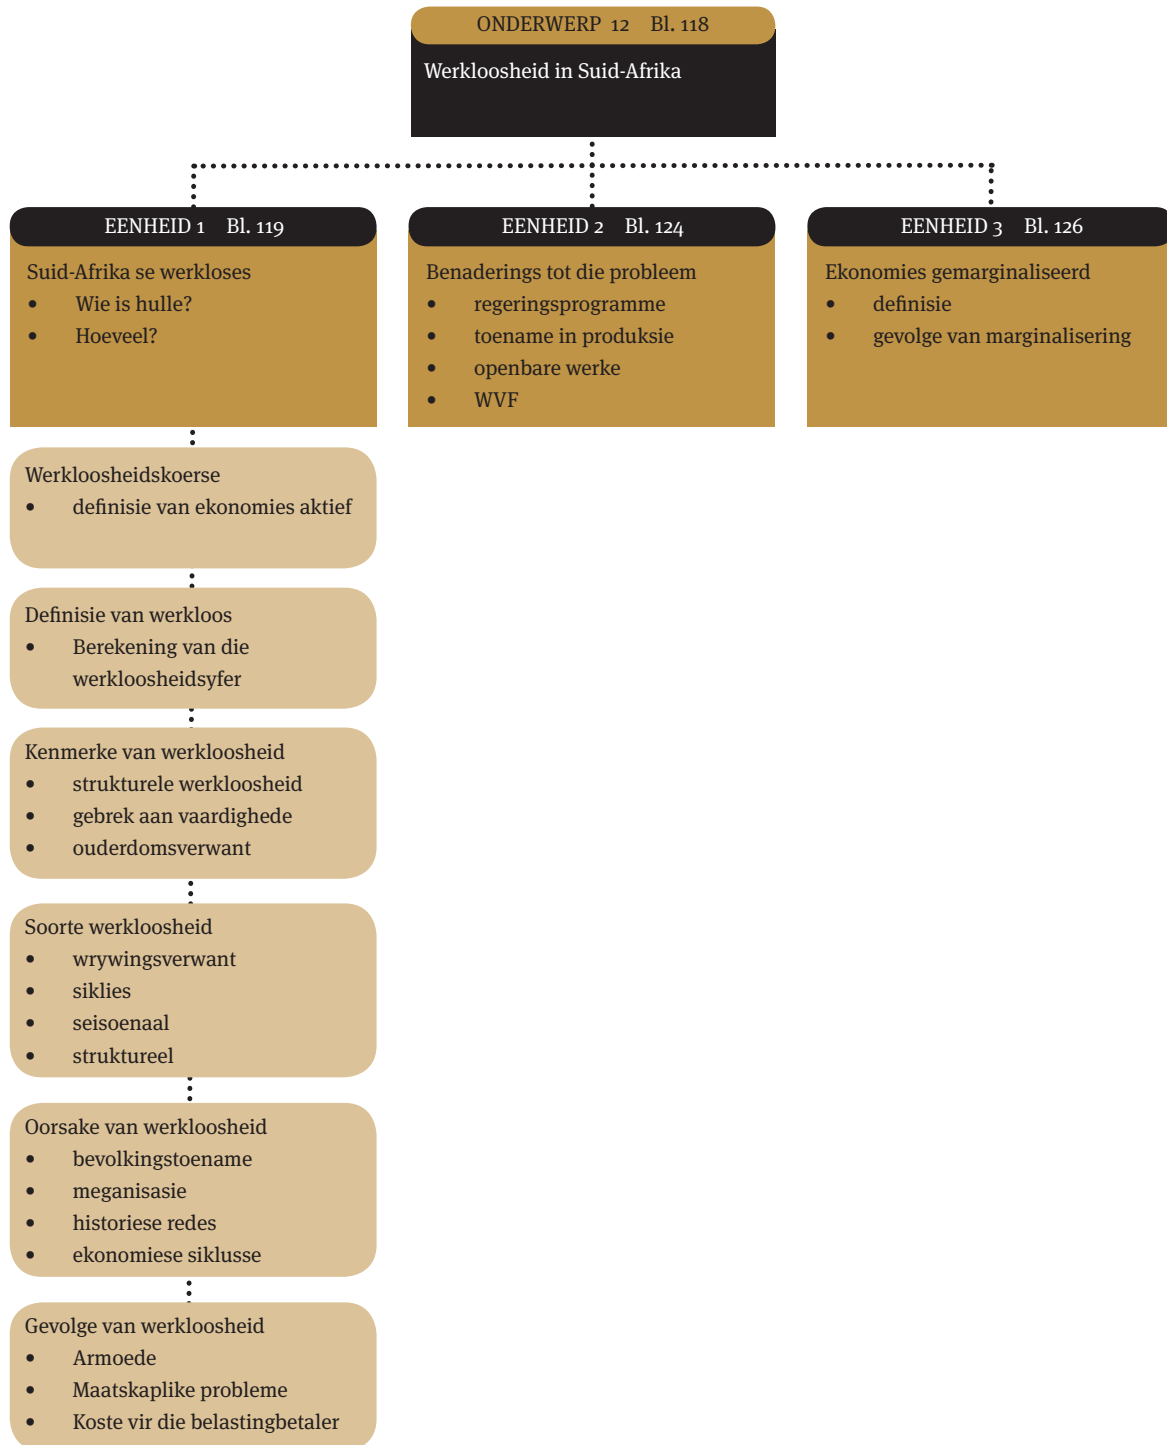 ONDERWERP 12 Bl. 118
Werkloosheid in Suid-Afrika
EENHEID 1 Bl. 119
Suid-Afrika se werkloses
• Wie is hulle?
• Hoeveel?
EENHEID 2 Bl. 124
Benaderings tot die probleem
• regeringsprogramme
• toename in produksie
• openbare werke
• WVF
EENHEID 3 Bl. 126
Ekonomies gemarginaliseerd
• definisie
• gevolge van marginalisering
Werkloosheidskoerse
• definisie van ekonomies aktief
Definisie van werkloos
• Berekening van die
werkloosheidsyfer
Kenmerke van werkloosheid
• strukturele werkloosheid
• gebrek aan vaardighede
• ouderdomsverwant
Soorte werkloosheid
• wrywingsverwant
• siklies
• seisoenaal
• struktureel
Oorsake van werkloosheid
• bevolkingstoename
• meganisasie
• historiese redes
• ekonomiese siklusse
Gevolge van werkloosheid
• Armoede
• Maatskaplike probleme
• Koste vir die belastingbetaler